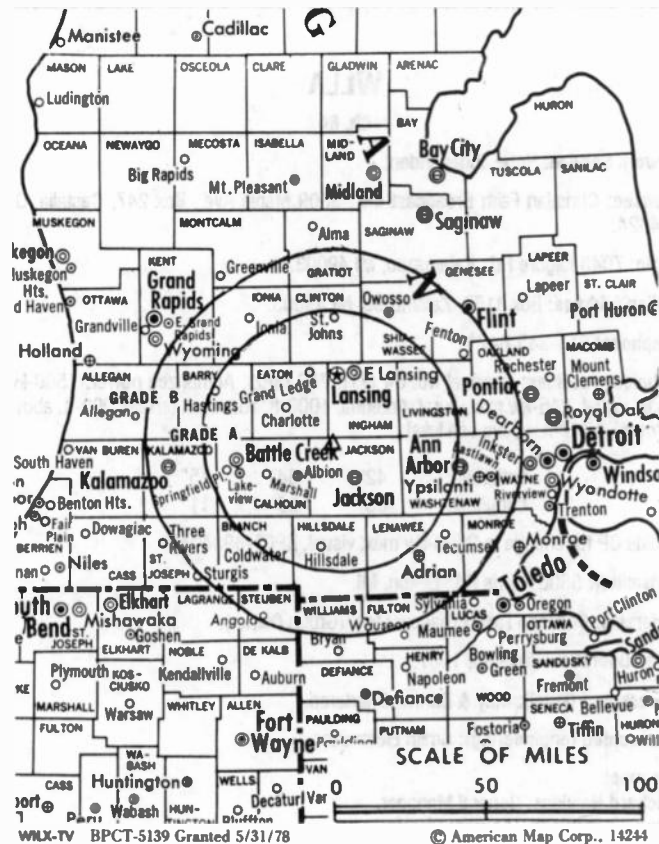 G
Manistee
Cadillac
MASON LAKE OSCEOLA CLARE GLADWIN ARENAC
Ludington
HURON
BAY
OCEANA NEWAYGO MECOSTA ISABELLA MID-
LAND
A
Bay City
Big Rapids
TUSCOLA SANILAC
Mt. Pleasant
Midland
Saginaw
MUSKEGON
MONTCALM
Alma
SAGINAW
kegon
Muskegon
Hts.
d Haven
KENT
Greenville
GRATIOT
GENESEE
LAPEER
Lapeer
ST. CLAIR
Grand
Rapids
OTTAWA
IONIA CLINTON
Owosso
N
Flint
Port Huron
Grandville
E. Grand
Rapids
Ionia
St.
Johns
Fenton
Wyoming
SHIA-
WASSEE
Holland
OAKLAND
Rochester
MACOMB
Mount
Clemens
ALLEGAN
BARRY
EATON
E Lansing
Grand Ledge
Lansing
Pontiac
GRADE B
Hastings
Charlotte
LIVINGSTON
Royal Oak
Allegan
INGHAM
Dearborn
GRADE A
Detroit
South Haven
VAN BUREN
KALAMAZOO
Battle Creek
JACKSON
Ann
Arbor
Inkster
Eastlawn
Windso
Kalamazoo
Springfield Pl.
Lake-
view
Marshall
Albion
Ypsilanti
WAYNE
Riverview
Wyandotte
Benton Hts.
CALHOUN
Jackson
WASHTENAW
Trenton
Fair
Plain
Dowagiac
Three
Rivers
BRANCH
HILLSDALE LENAWEE
MONROE
BERRIEN
Coldwater
Tecumseh
Monroe
Niles
CASS
ST.
JOSEPH
Sturgis
Hillsdale
Adrian
Toledo
outh
Bend
Elkhart
LAGRANGE STEUBEN
WILLIAMS FULTON
Sylvania
LUCAS
Oregon
Mishawaka
Angola
Wauseon
Maumee
OTTAWA
Port Clinton
ST.
JOSEPH
Goshen
Bryan
Perrysburg
Sand
ELKHART
NOBLE
DE KALB
HENRY
Bowling
Green
SANDUSKY
Huron
Plymouth
KOS-
CIUSKO
Kendallville
Auburn
DEFIANCE
Napoleon
WOOD
Fremont
Warsaw
WHITLEY
ALLEN
Defiance
SENECA
Bellevue
MARSHALL
FULTON
Fort
Wayne
PAULDING
PUTNAM
Fostoria
Tiffin
HURON
Paulding
Will
WA-
BASH
SCALE OF MILES
CASS
Huntington
VAN
WELLS
Wabash
HUN-
TINGTON
Decatur
Van
port
Peru
Bluffton
0 50 100
WILX-TV BPCT-5139 Granted 5/31/78 © American Map Corp., 14244